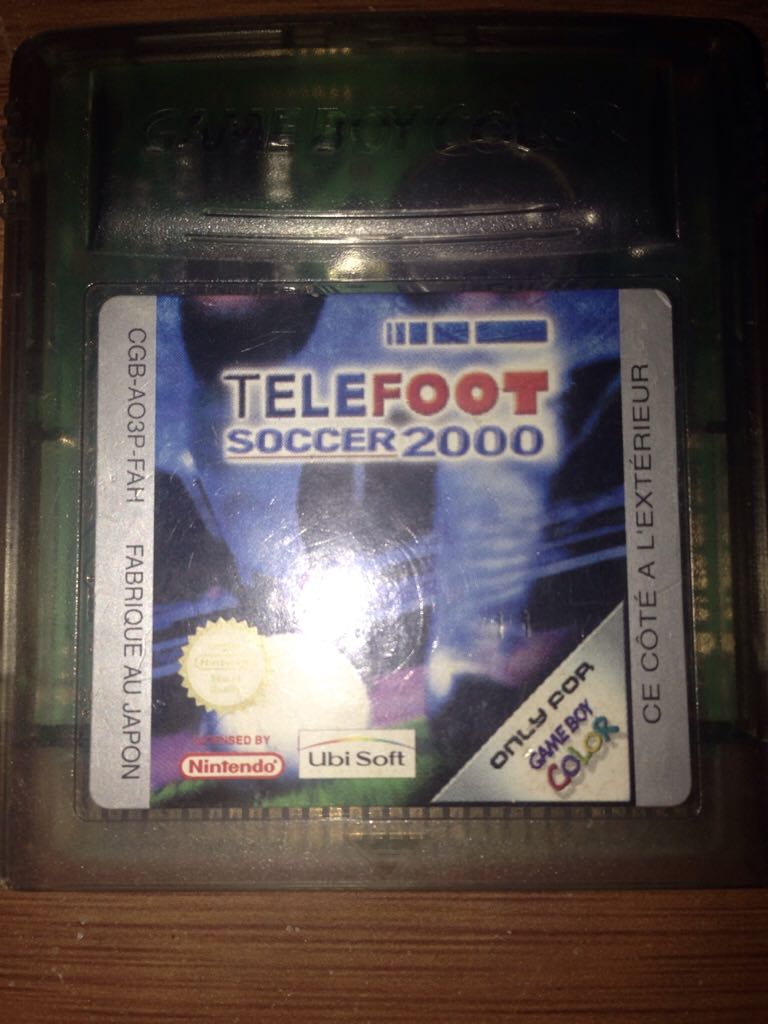 GAME BOY COLOR
TELEFOOT
SOCCER 2000
CGB-AO3P-FAH FABRIQUE AU JAPON
CE CÔTÉ A L'EXTÉRIEUR
Nintendo
LICENSED BY
Nintendo
Ubi Soft
ONLY FOR
GAME BOY
COLOR